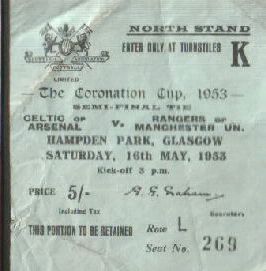 NORTH STAND
ENTER ONLY AT TURNSTILES
K
UNITED
The Coronation Cup, 1953
SEMI-FINAL TIE
CELTIC or ARSENAL V. RANGERS or MANCHESTER UN.
HAMPDEN PARK, GLASGOW
SATURDAY, 16th MAY, 1953
Kick-off 3 p.m.
PRICE 5/-
Including Tax
Secretary
THIS PORTION TO BE RETAINED
Row L
Seat No. 269